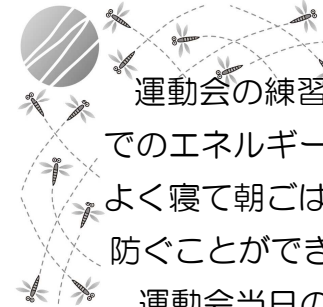 運動会の練習
でのエネルギー
よく寝て朝ごは
防ぐことができ
運動会当日の